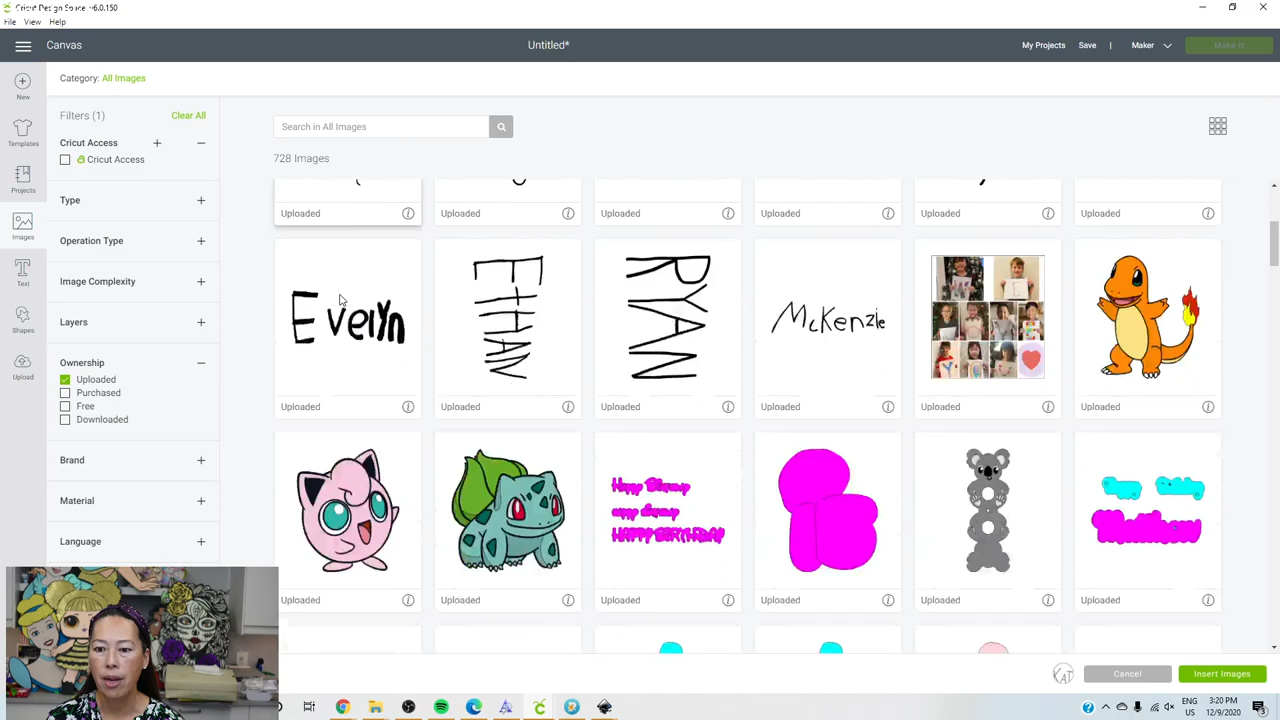 Cricut Design Space v6.0.150
File View Help
Canvas
Untitled*
My Projects Save | Maker Make It
New
Templates
Projects
Images
Text
Shapes
Upload
Category: All Images
Filters (1) Clear All
Cricut Access + −
Cricut Access
Type +
Operation Type +
Image Complexity +
Layers +
Ownership −
Uploaded
Purchased
Free
Downloaded
Brand +
Material +
Language +
Search in All Images
728 Images
Uploaded Uploaded Uploaded Uploaded Uploaded Uploaded
Evelyn ETHAN RYAN McKenzie
Uploaded Uploaded Uploaded Uploaded Uploaded Uploaded
HAPPY BIRTHDAY
Uploaded Uploaded Uploaded Uploaded Uploaded Uploaded
KAT Cancel Insert Images
ENG
US
3:20 PM
12/9/2020
3